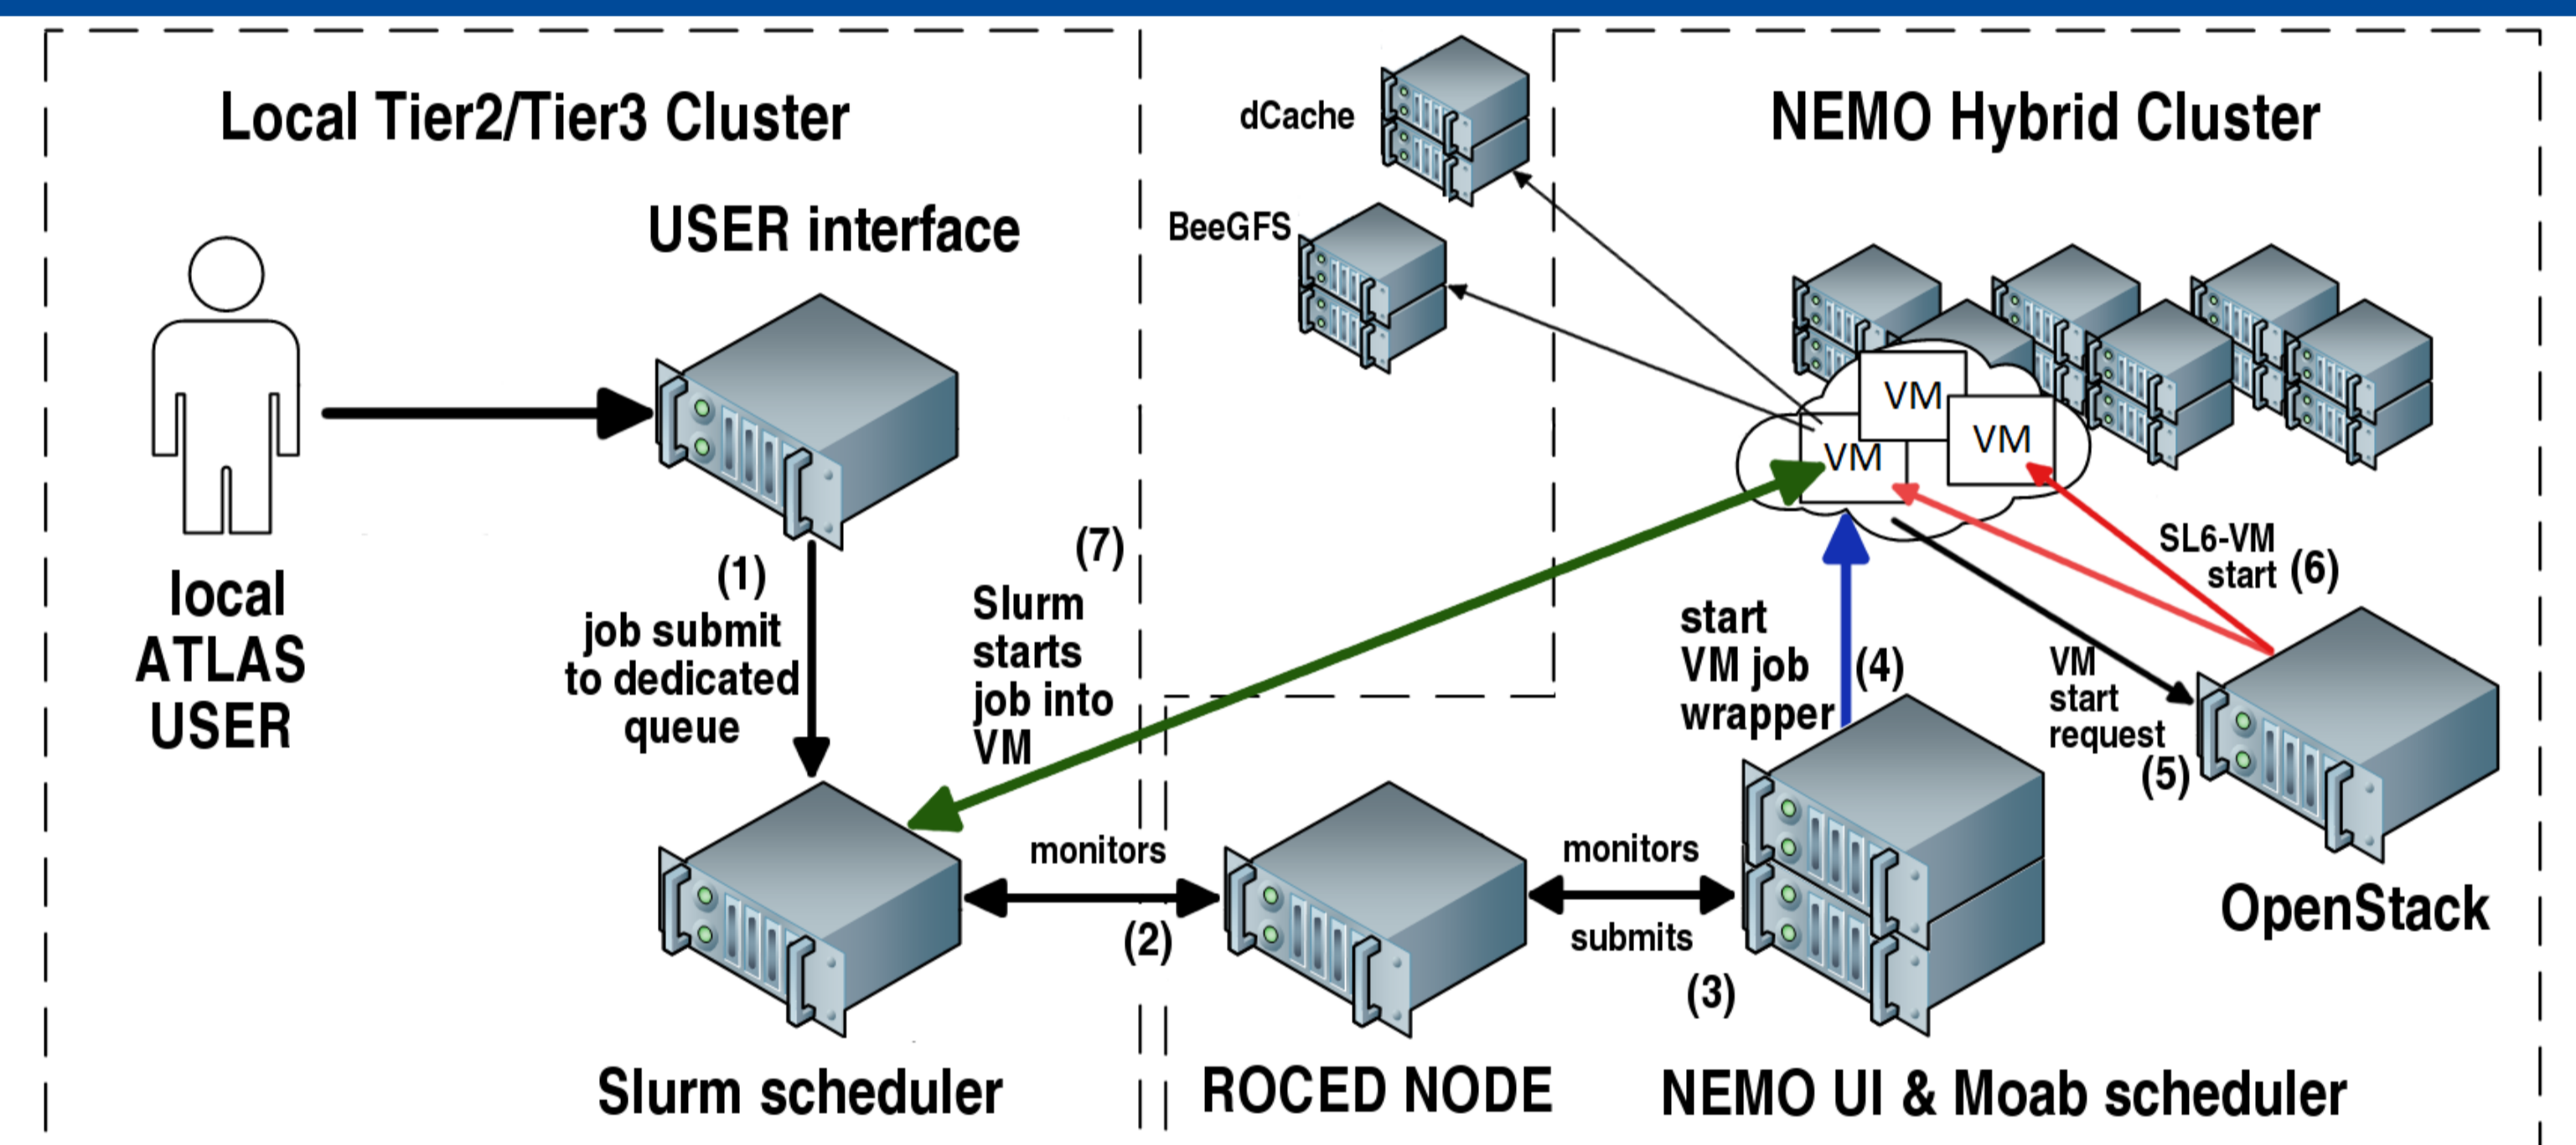 Local Tier2/Tier3 Cluster
dCache
NEMO Hybrid Cluster
USER interface
BeeGFS
VM
VM
VM
local
ATLAS
USER
(1)
job submit
to dedicated
queue
(7)
Slurm
starts
job into
VM
start
VM job
wrapper
(4)
SL6-VM
start (6)
VM
start
request
(5)
OpenStack
monitors
(2)
monitors
submits
(3)
Slurm scheduler
ROCED NODE
NEMO UI & Moab scheduler